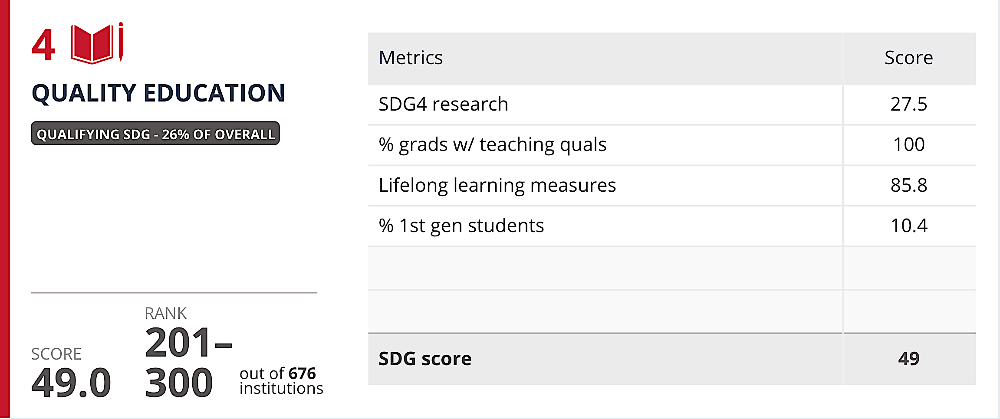 4
QUALITY EDUCATION
QUALIFYING SDG - 26% OF OVERALL
SCORE
49.0
RANK
201–
300
out of 676
institutions
Metrics Score
SDG4 research 27.5
% grads w/ teaching quals 100
Lifelong learning measures 85.8
% 1st gen students 10.4
SDG score 49